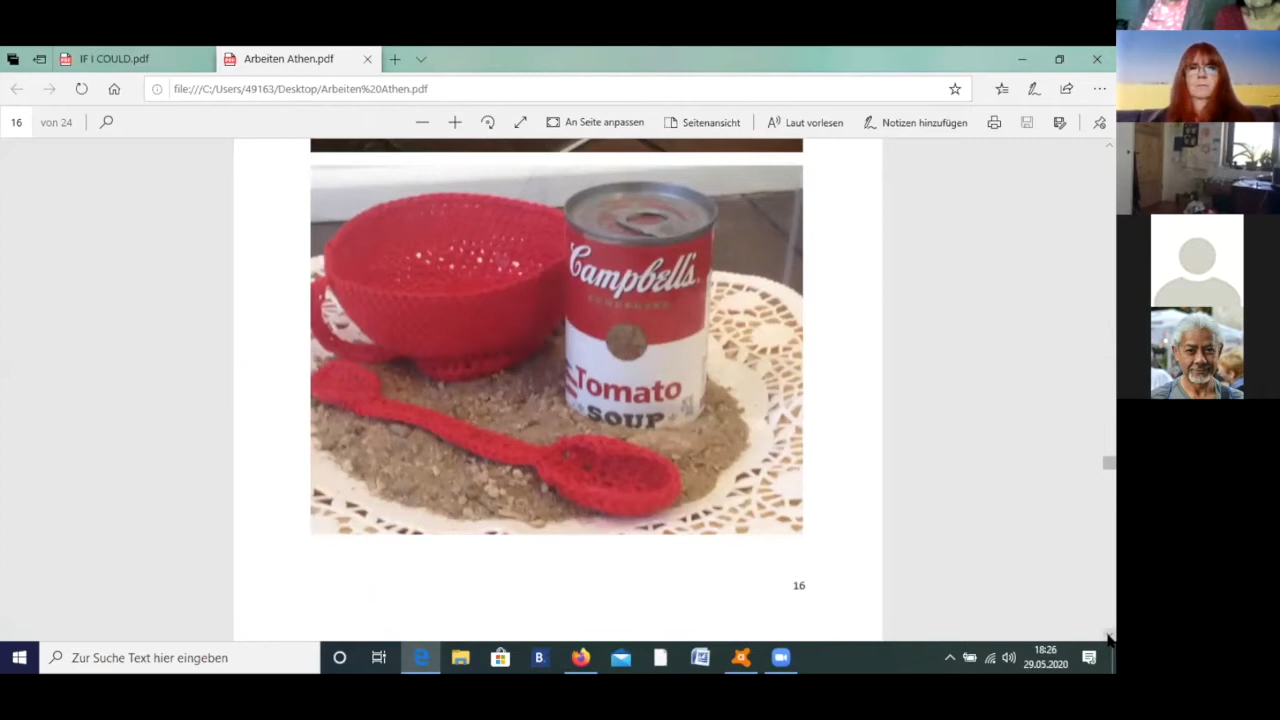 IF I COULD.pdf
Arbeiten Athen.pdf
file:///C:/Users/49163/Desktop/Arbeiten%20Athen.pdf
16 von 24
An Seite anpassen
Seitenansicht
Laut vorlesen
Notizen hinzufügen
Campbell's
CONDENSED
Tomato
SOUP
16
Zur Suche Text hier eingeben
B.
18:26
29.05.2020